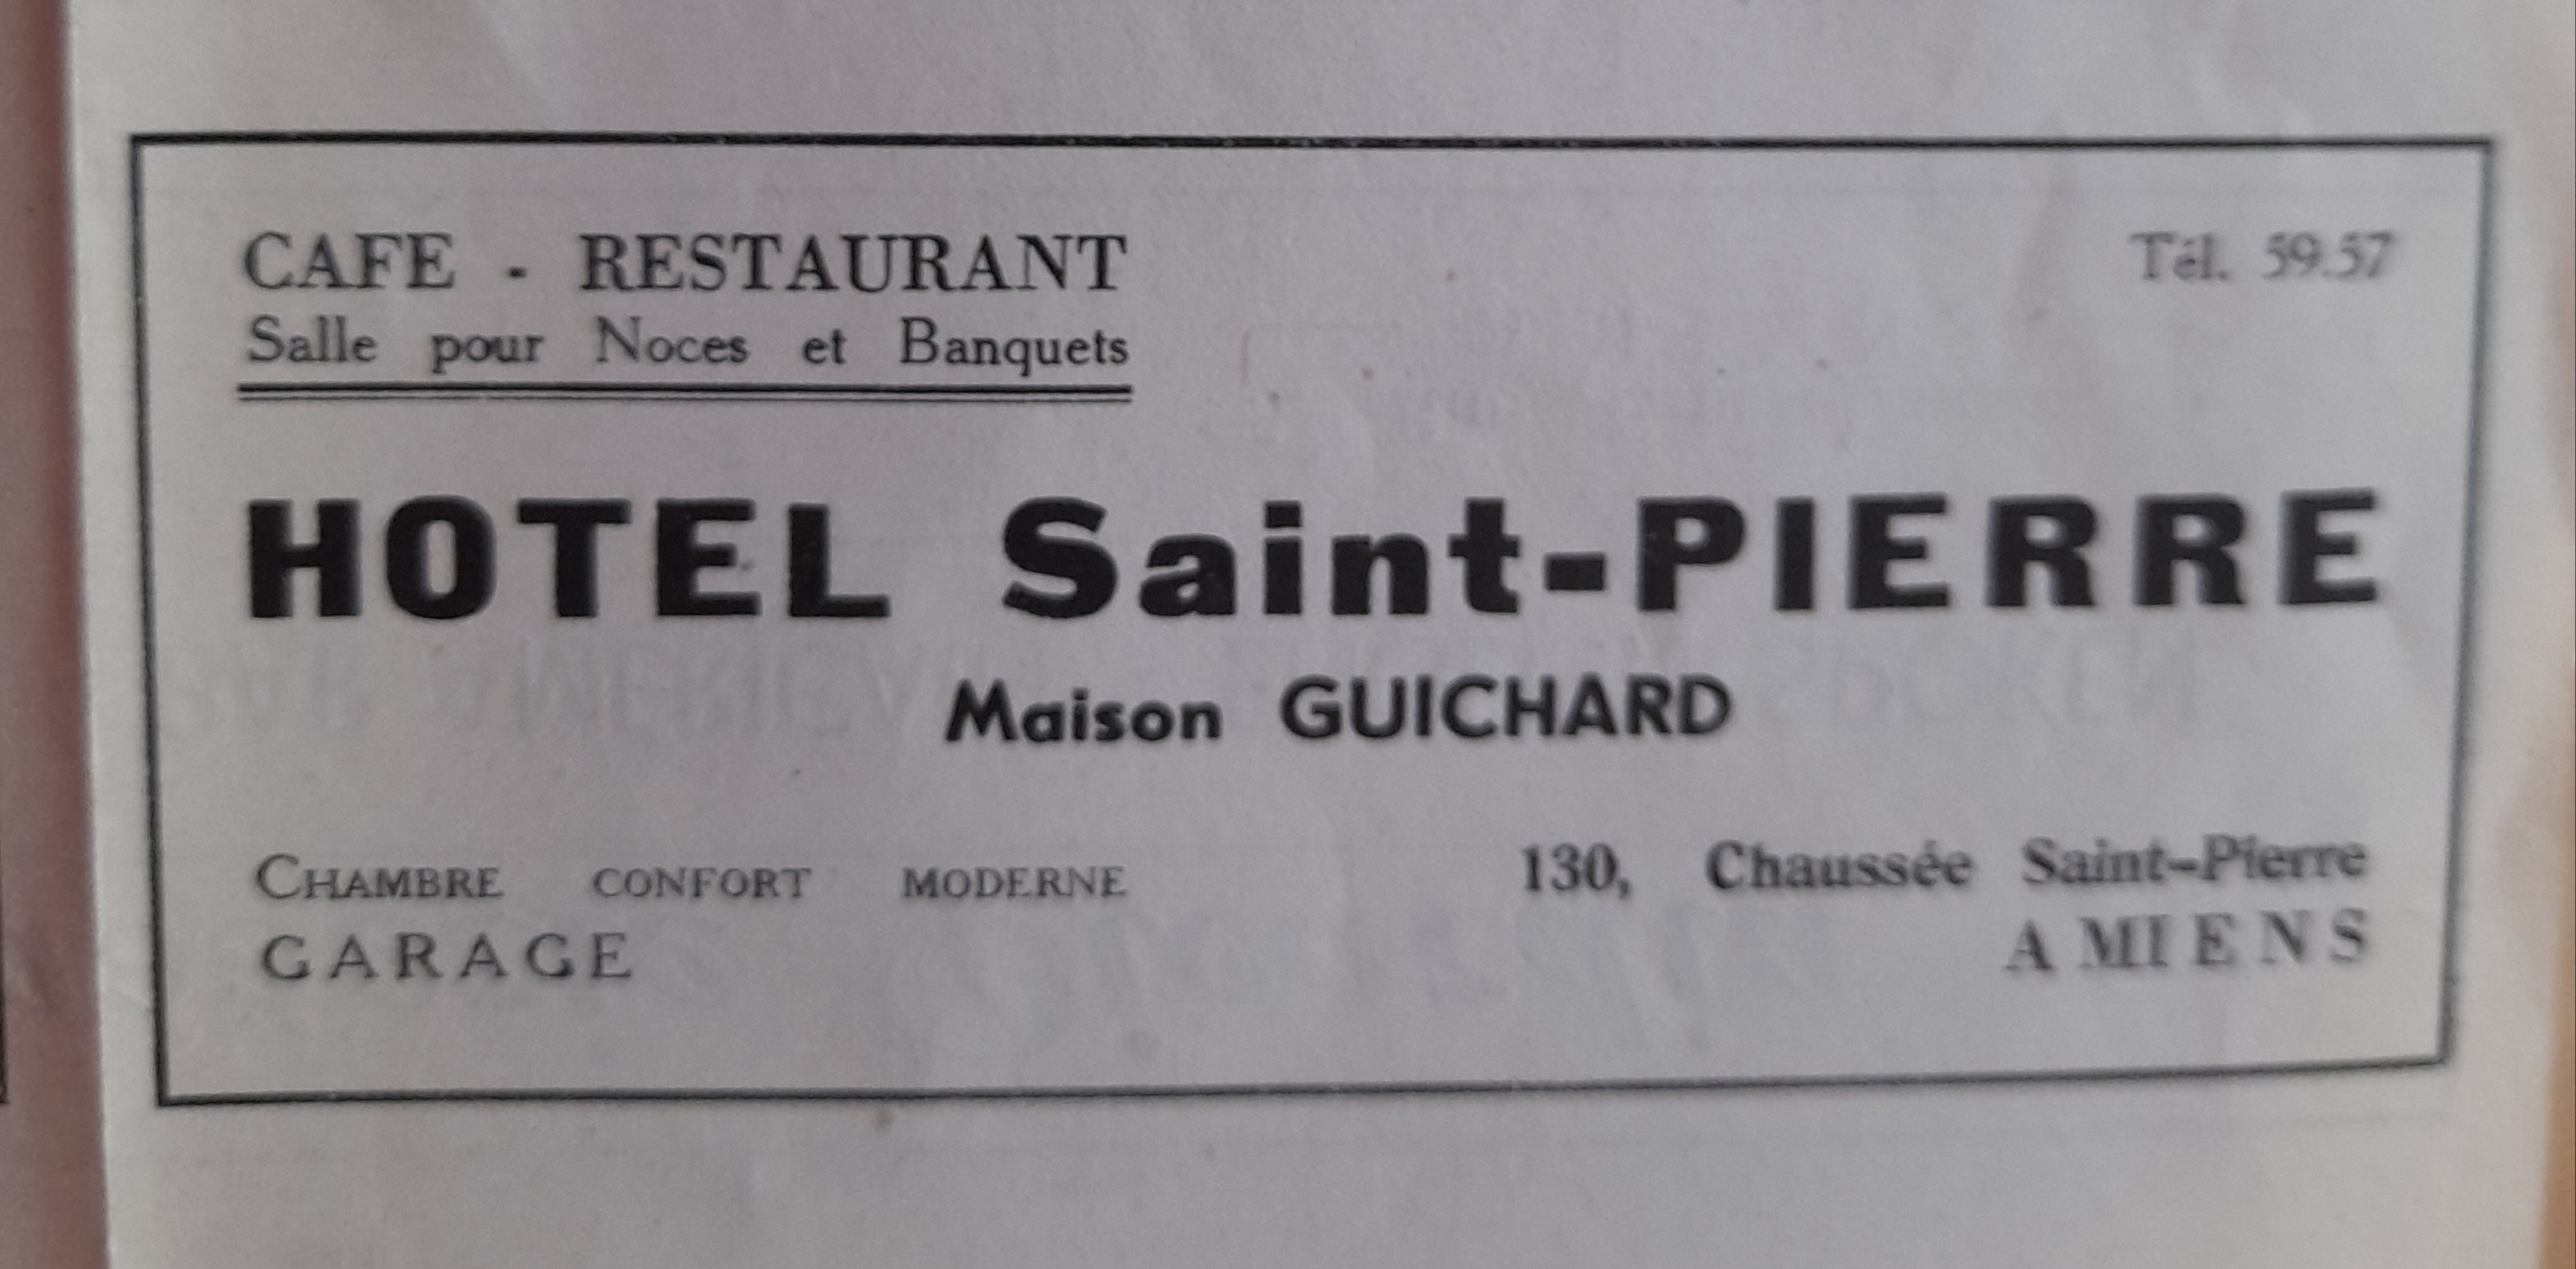 CAFE - RESTAURANT
Tél. 59.57
Salle pour Noces et Banquets
HOTEL Saint-PIERRE
Maison GUICHARD
CHAMBRE CONFORT MODERNE
130, Chaussée Saint-Pierre
GARAGE
AMIENS